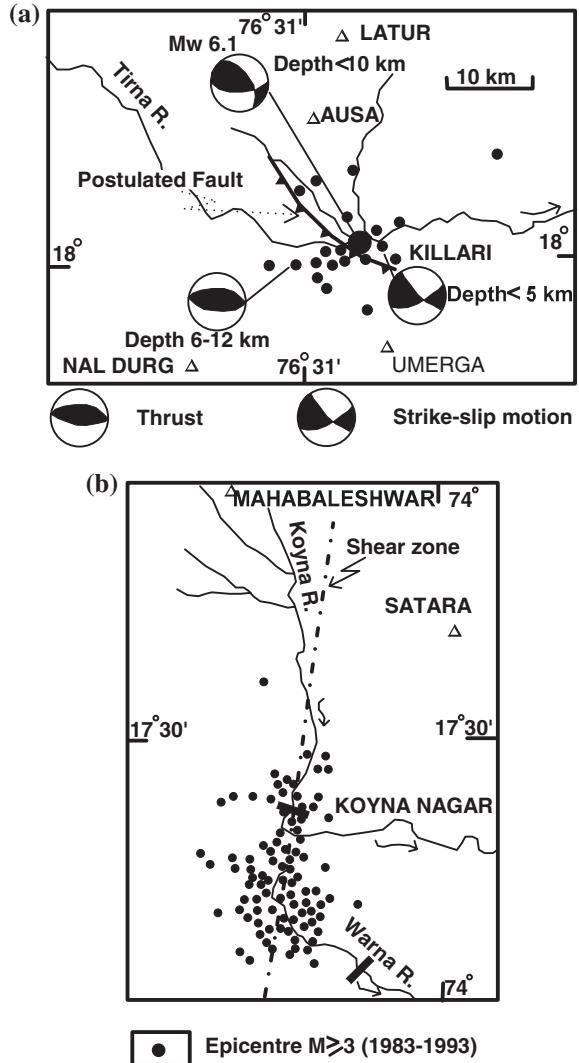 (a)
76°31'
LATUR
Mw 6.1
Depth<10 km
10 km
Tirna R.
AUSA
Postulated Fault
18°
KILLARI
18°
Depth< 5 km
Depth 6-12 km
NAL DURG
76°31'
UMERGA
Thrust
Strike-slip motion
(b)
MAHABALESHWAR
74°
Koyna R.
Shear zone
SATARA
17°30'
17°30'
KOYNA NAGAR
Warna R.
74°
Epicentre M⩾3 (1983-1993)